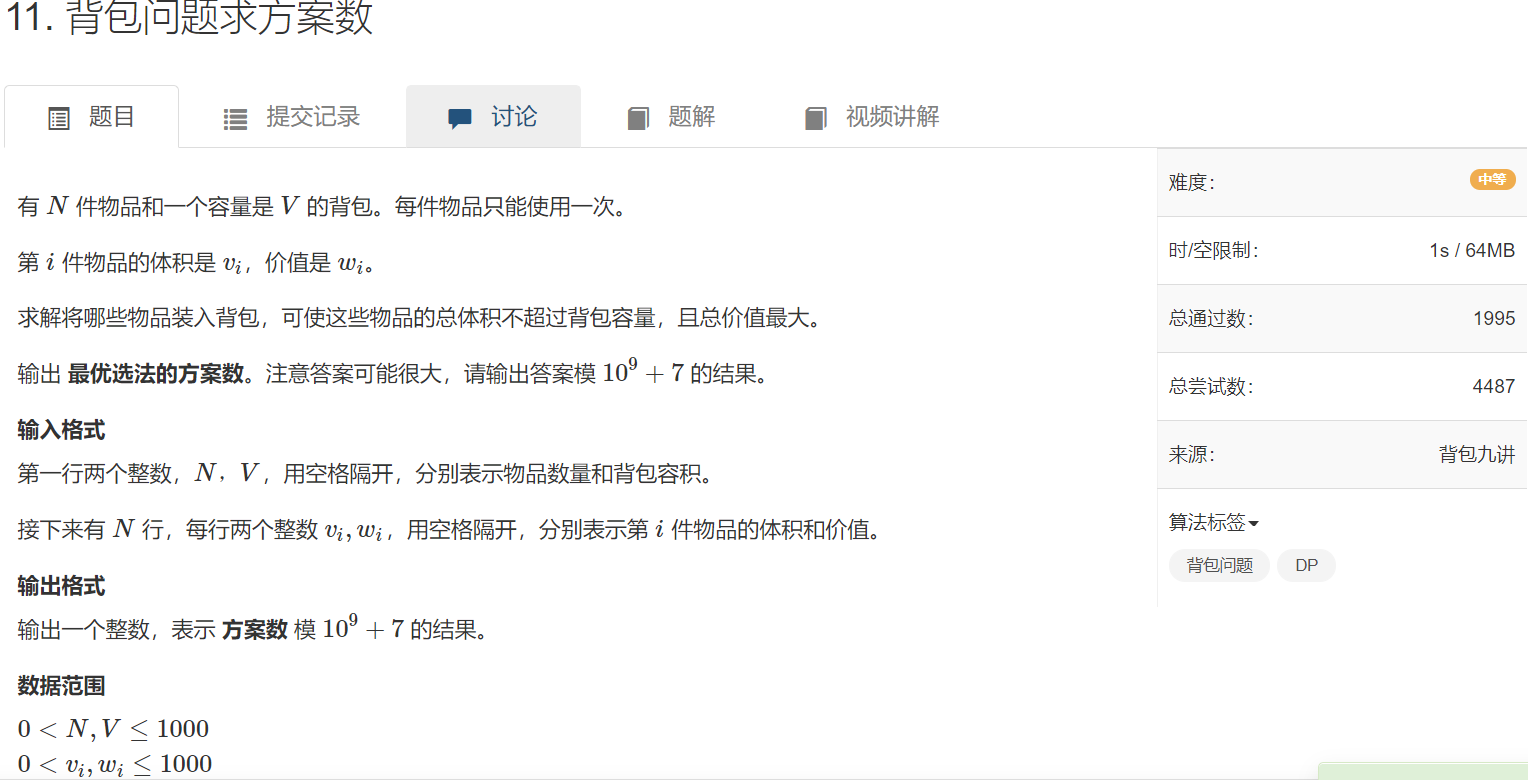 11. 背包问题求方案数
题目 提交记录 讨论 题解 视频讲解
有 N 件物品和一个容量是 V 的背包。每件物品只能使用一次。
第 i 件物品的体积是 vᵢ，价值是 wᵢ。
求解将哪些物品装入背包，可使这些物品的总体积不超过背包容量，且总价值最大。
输出 最优选法的方案数。注意答案可能很大，请输出答案模 10⁹ + 7 的结果。
输入格式
第一行两个整数，N，V，用空格隔开，分别表示物品数量和背包容积。
接下来有 N 行，每行两个整数 vᵢ, wᵢ，用空格隔开，分别表示第 i 件物品的体积和价值。
输出格式
输出一个整数，表示 方案数 模 10⁹ + 7 的结果。
数据范围
0 < N, V ≤ 1000
0 < vᵢ, wᵢ ≤ 1000
难度： 中等
时/空限制： 1s / 64MB
总通过数： 1995
总尝试数： 4487
来源： 背包九讲
算法标签
背包问题 DP